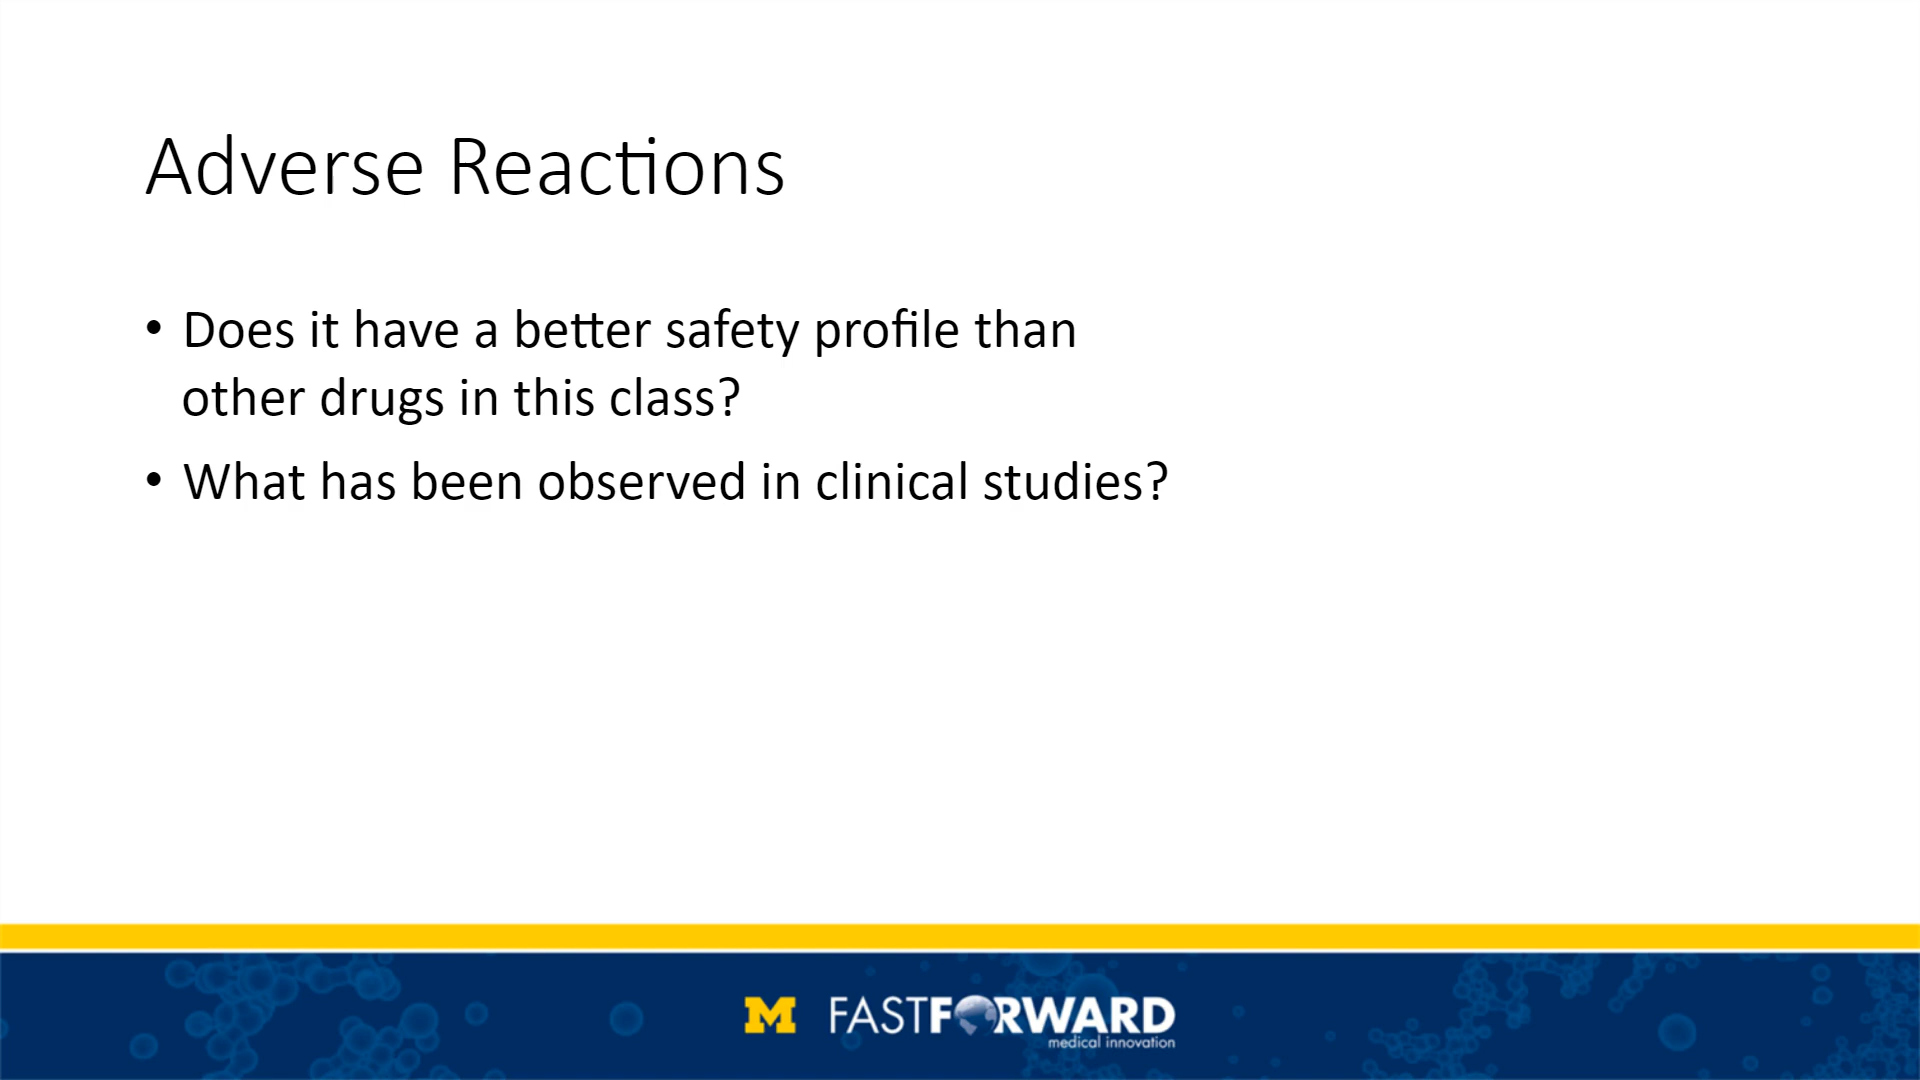 Adverse Reactions
• Does it have a better safety profile than
other drugs in this class?
• What has been observed in clinical studies?
M FASTFORWARD
medical innovation